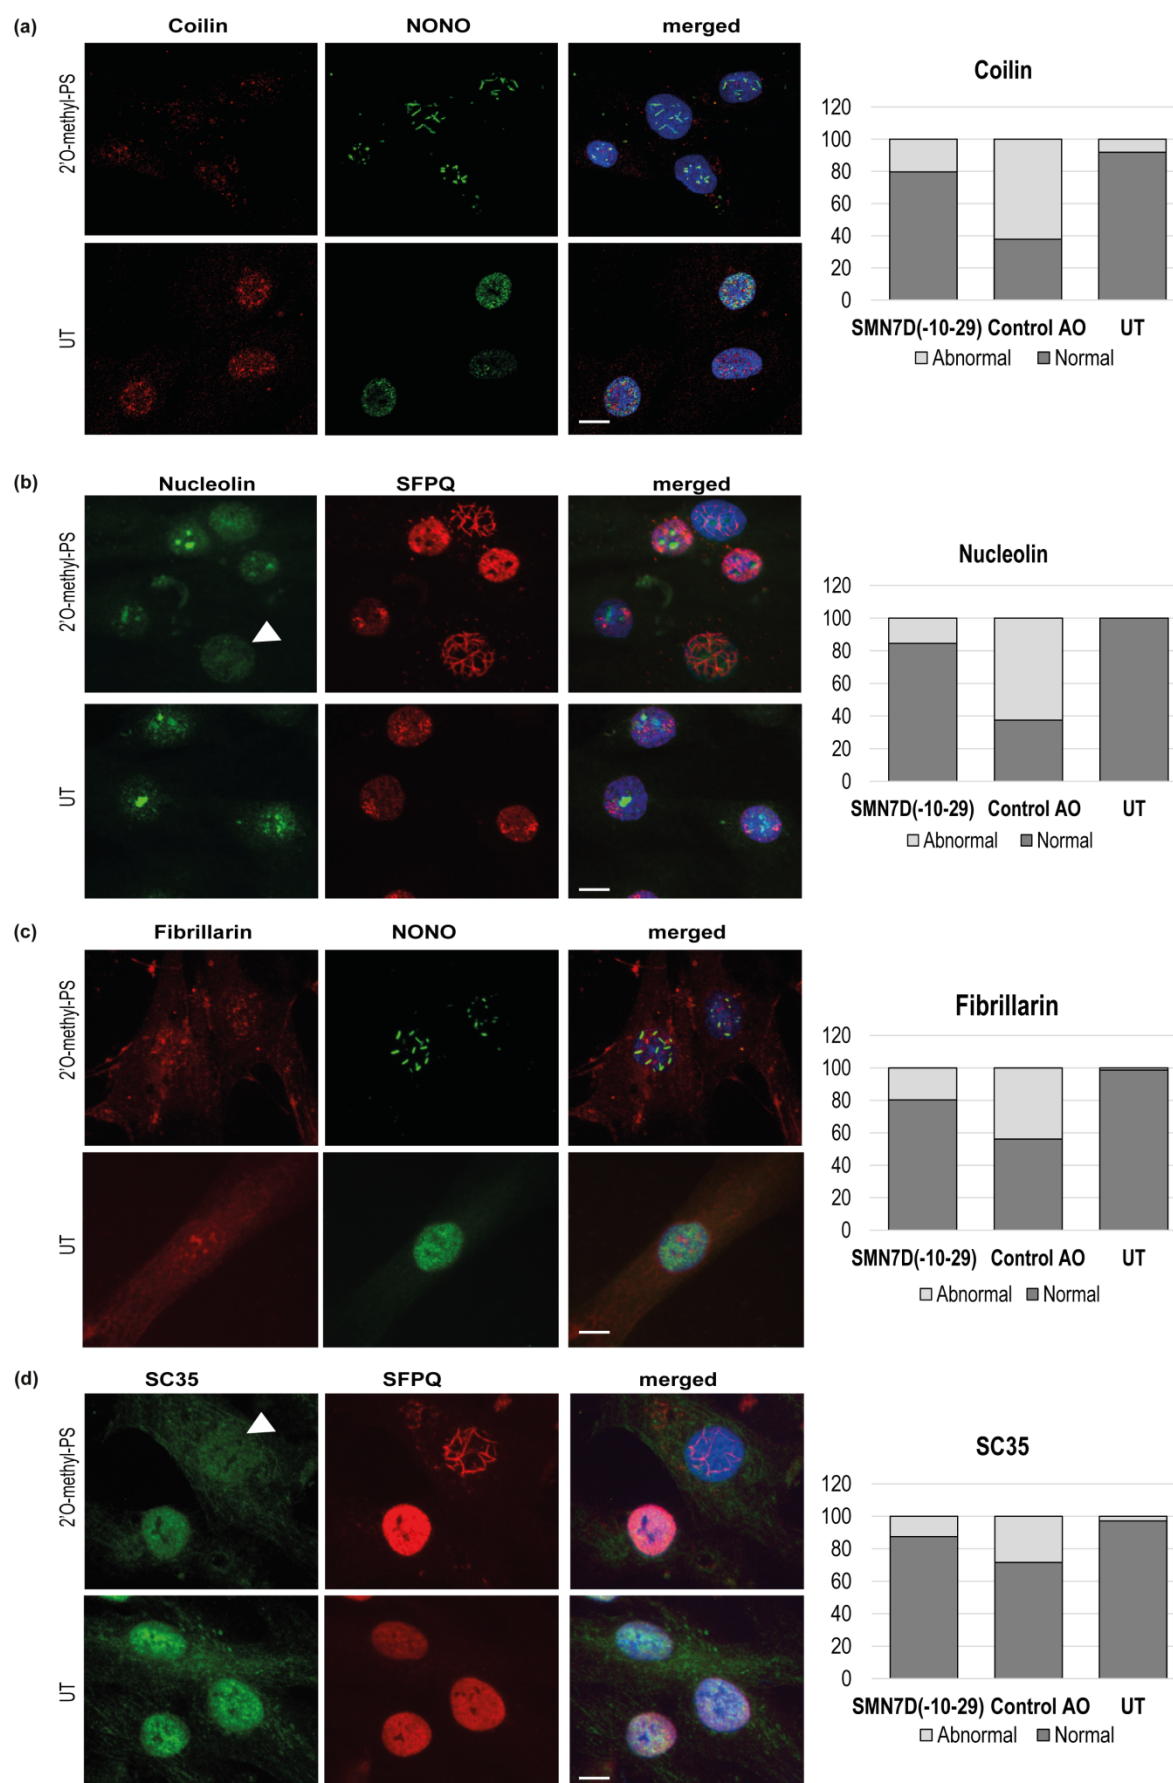 (a)
Coilin NONO merged
2'O-methyl-PS
UT
Coilin
120
100
80
60
40
20
0
SMN7D(-10-29) Control AO UT
Abnormal Normal
(b)
Nucleolin SFPQ merged
2'O-methyl-PS
UT
Nucleolin
120
100
80
60
40
20
0
SMN7D(-10-29) Control AO UT
Abnormal Normal
(c)
Fibrillarin NONO merged
2'O-methyl-PS
UT
Fibrillarin
120
100
80
60
40
20
0
SMN7D(-10-29) Control AO UT
Abnormal Normal
(d)
SC35 SFPQ merged
2'O-methyl-PS
UT
SC35
120
100
80
60
40
20
0
SMN7D(-10-29) Control AO UT
Abnormal Normal